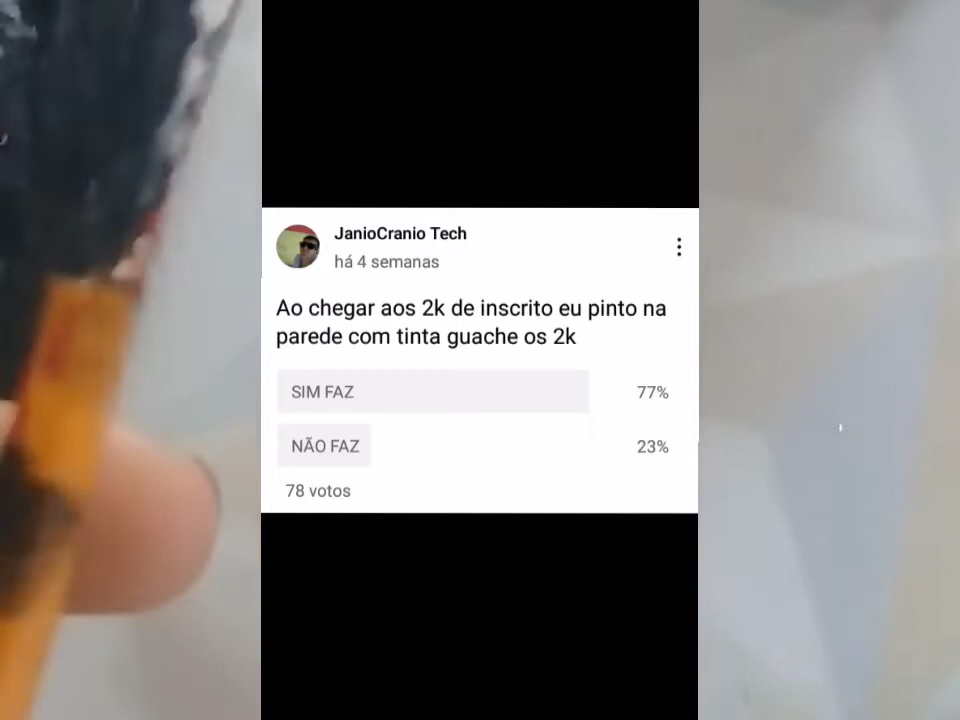 JanioCranio Tech
há 4 semanas
Ao chegar aos 2k de inscrito eu pinto na
parede com tinta guache os 2k
SIM FAZ 77%
NÃO FAZ 23%
78 votos